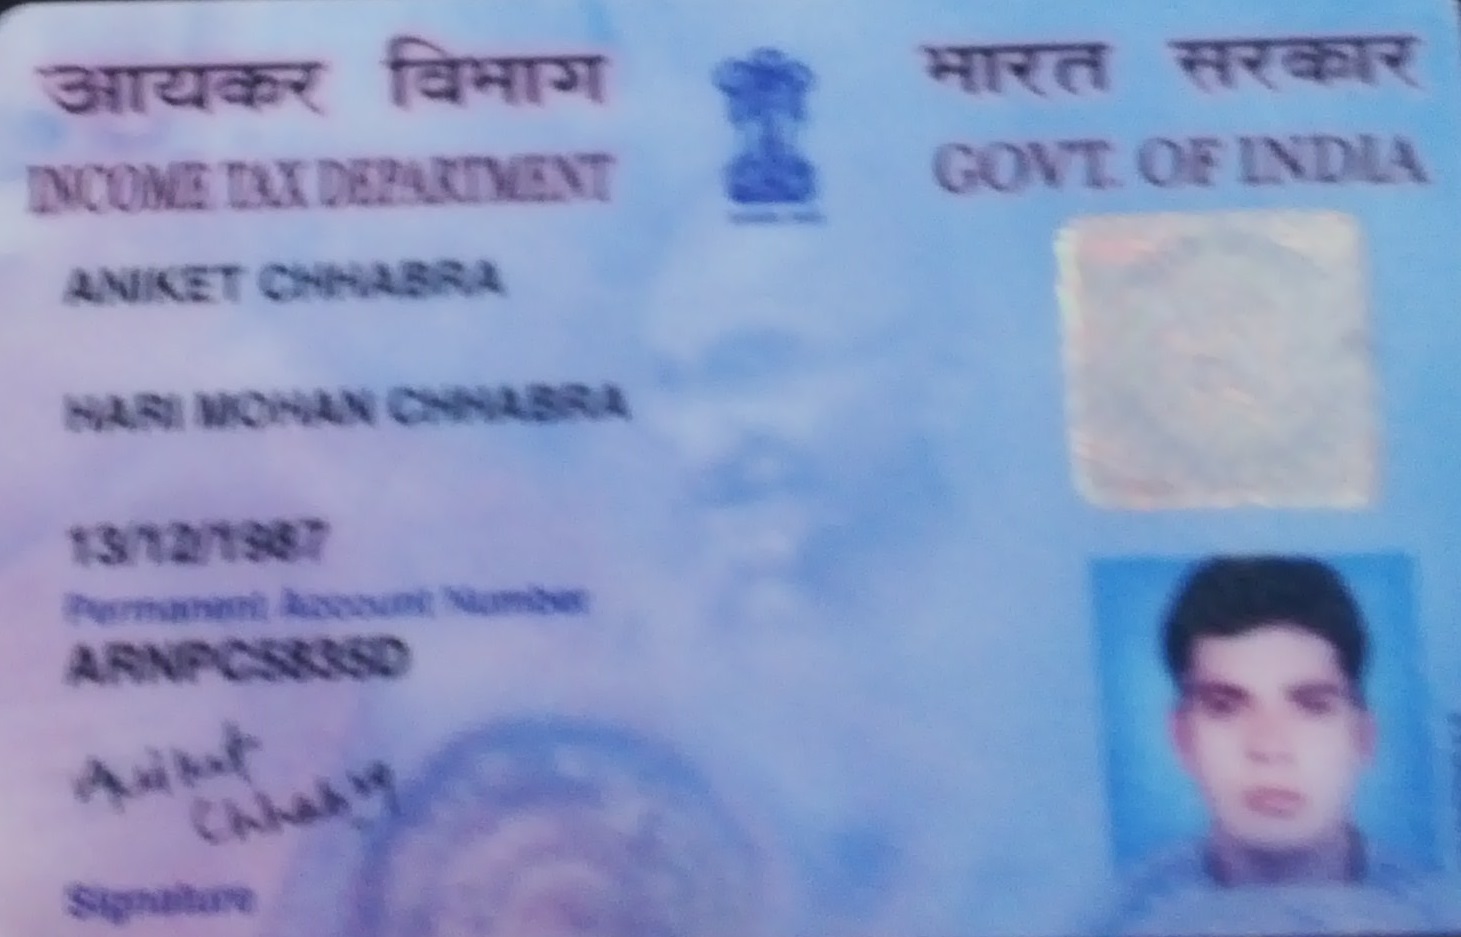 आयकर विभाग
भारत सरकार
INCOME TAX DEPARTMENT
GOVT. OF INDIA
ANIKET CHHABRA
HARI MOHAN CHHABRA
13/12/1987
Permanent Account Number
ARNPC5835D
Aniket
Chhabra
Signature